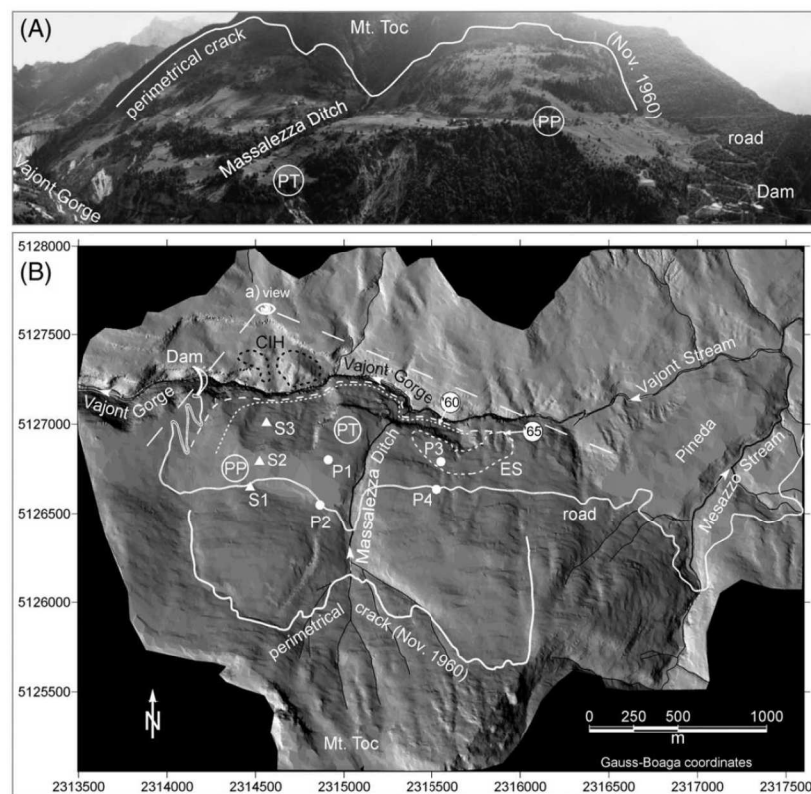 (A)
Mt. Toc
perimetrical crack
(Nov. 1960)
Massalezza Ditch
PP
road
PT
Vajont Gorge
Dam
(B)
5128000
5127500
5127000
5126500
5126000
5125500
a) view
CIH
Dam
Vajont Gorge
Vajont Gorge
'60
Vajont Stream
S3
PT
P3
65
Pineda
PP
S2
P1
ES
Mesazzo Stream
S1
P4
P2
Massalezza Ditch
road
perimetrical
crack (Nov. 1960)
N
0 250 500 1000
m
Mt. Toc
Gauss-Boaga coordinates
2313500 2314000 2314500 2315000 2315500 2316000 2316500 2317000 2317500